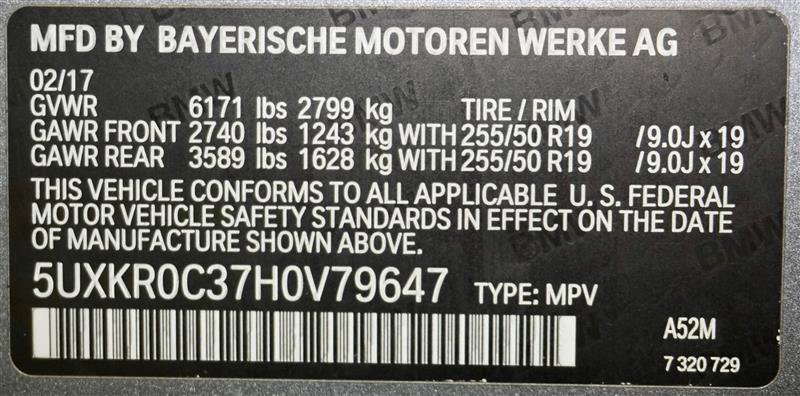 MFD BY BAYERISCHE MOTOREN WERKE AG
02/17
GVWR 6171 lbs 2799 kg TIRE / RIM
GAWR FRONT 2740 lbs 1243 kg WITH 255/50 R19 /9.0J x 19
GAWR REAR 3589 lbs 1628 kg WITH 255/50 R19 /9.0J x 19
THIS VEHICLE CONFORMS TO ALL APPLICABLE U. S. FEDERAL
MOTOR VEHICLE SAFETY STANDARDS IN EFFECT ON THE DATE
OF MANUFACTURE SHOWN ABOVE.
5UXKR0C37H0V79647 TYPE: MPV
A52M
7 320 729